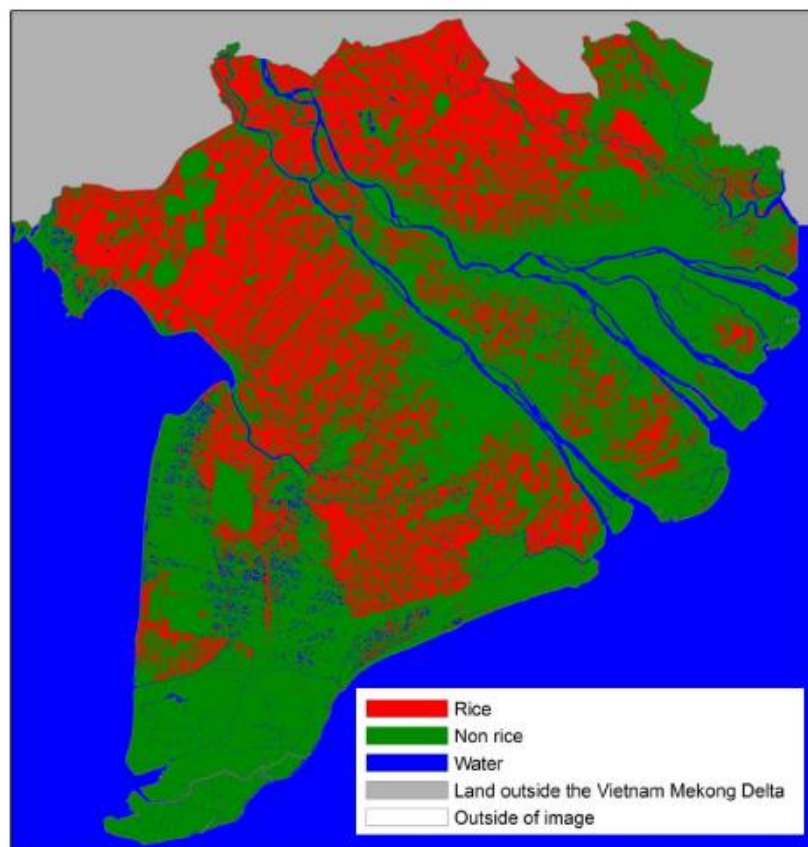 Rice
Non rice
Water
Land outside the Vietnam Mekong Delta
Outside of image